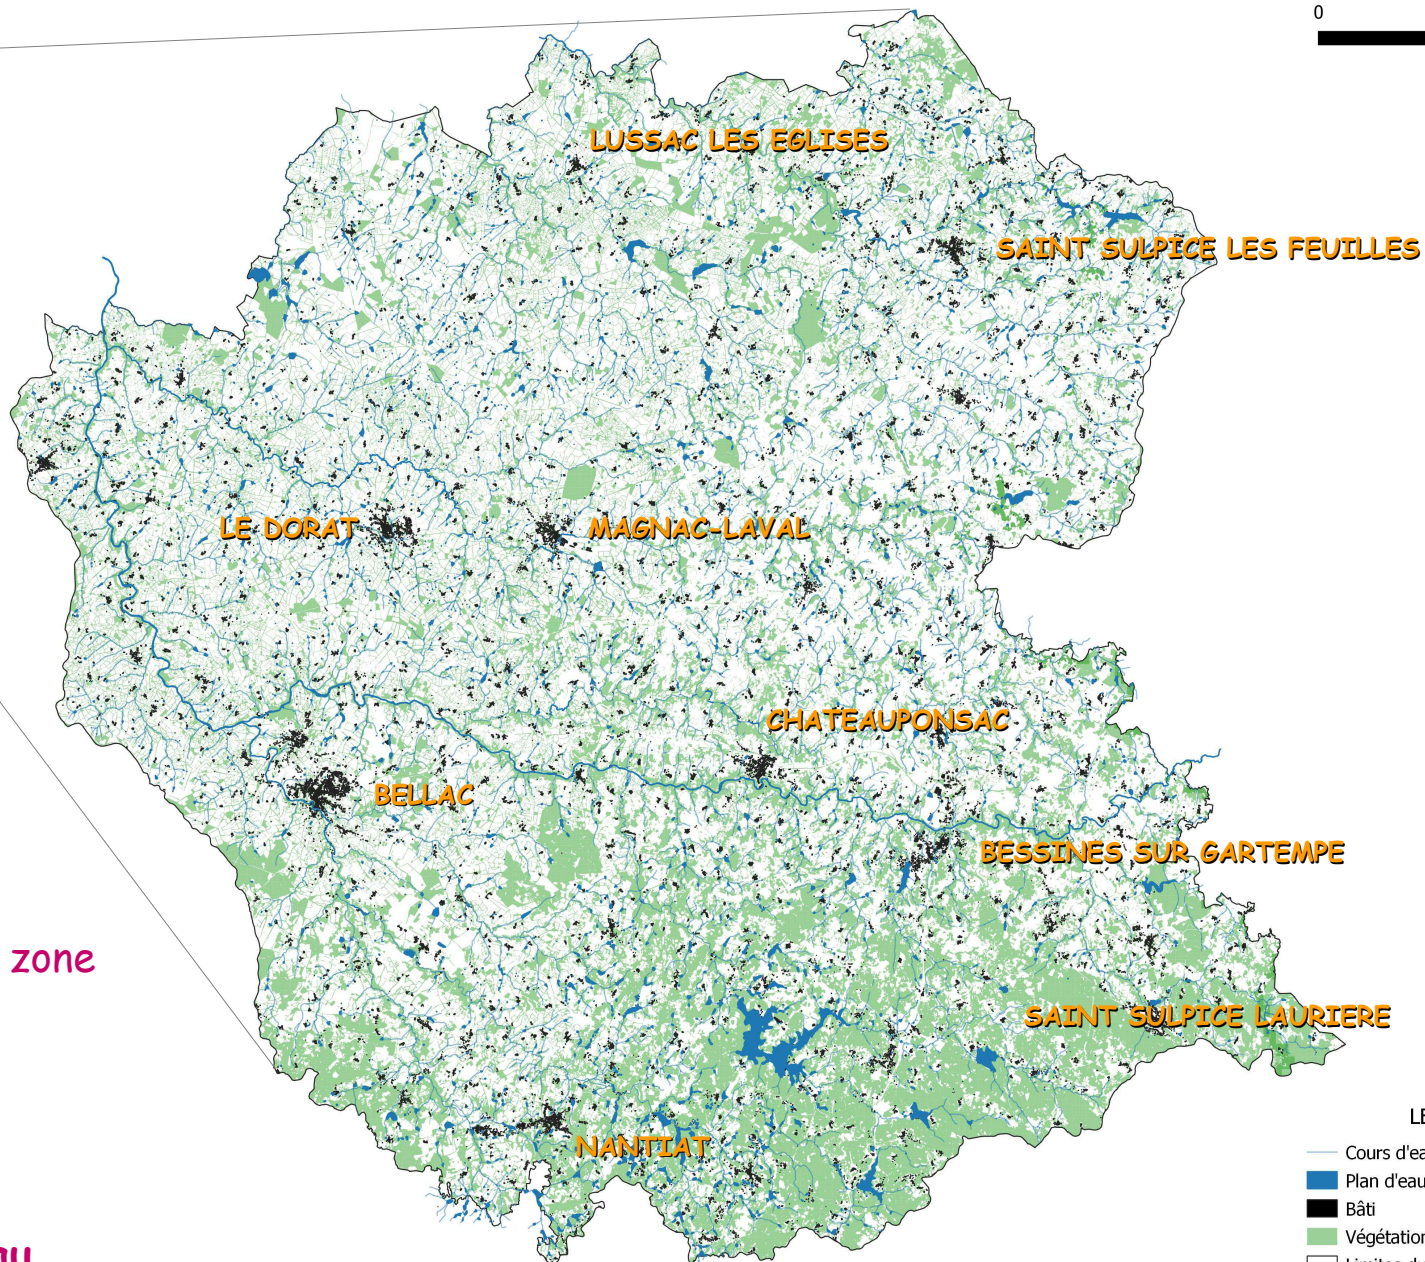 0
LUSSAC LES EGLISES
SAINT SULPICE LES FEUILLES
LE DORAT
MAGNAC-LAVAL
CHATEAUPONSAC
BELLAC
BESSINES SUR GARTEMPE
zone
SAINT SULPICE LAURIERE
NANTIAT
LE
Cours d'ea
Plan d'eau
Bâti
Végétation